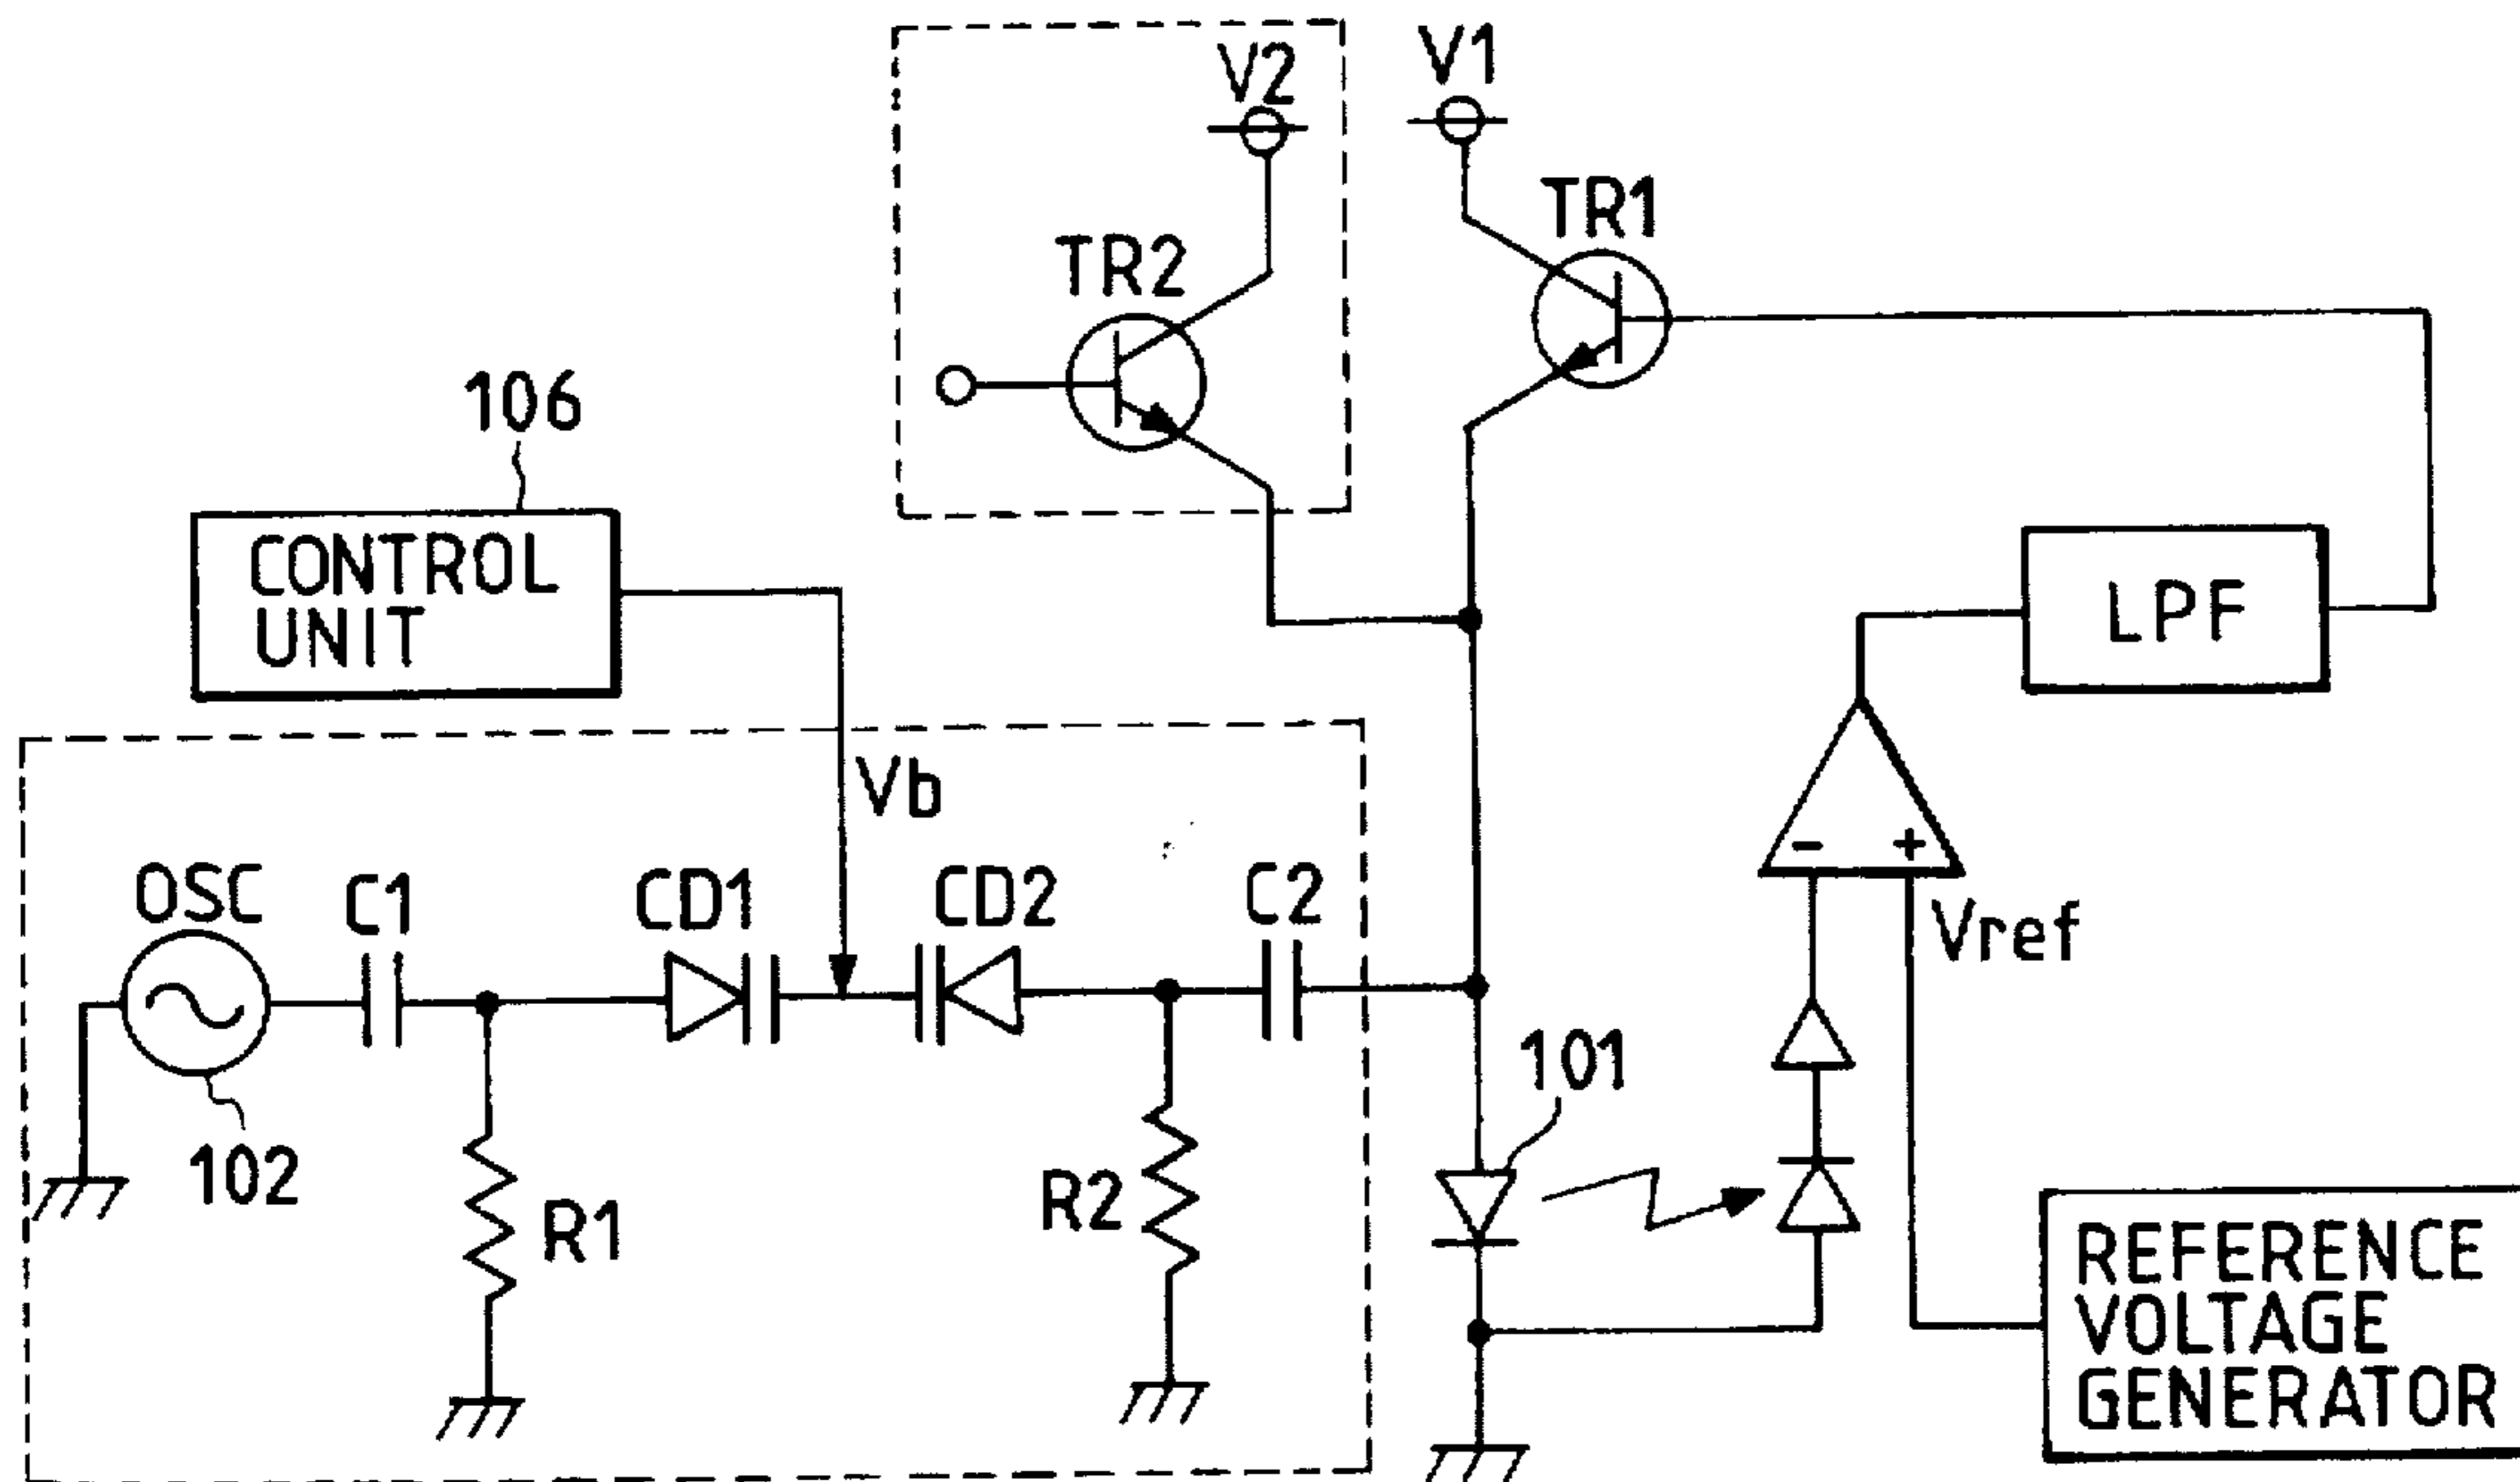 V2
V1
TR1
TR2
106
CONTROL
UNIT
LPF
Vb
- +
OSC
C1
CD1
CD2
C2
Vref
101
102
R1
R2
REFERENCE
VOLTAGE
GENERATOR